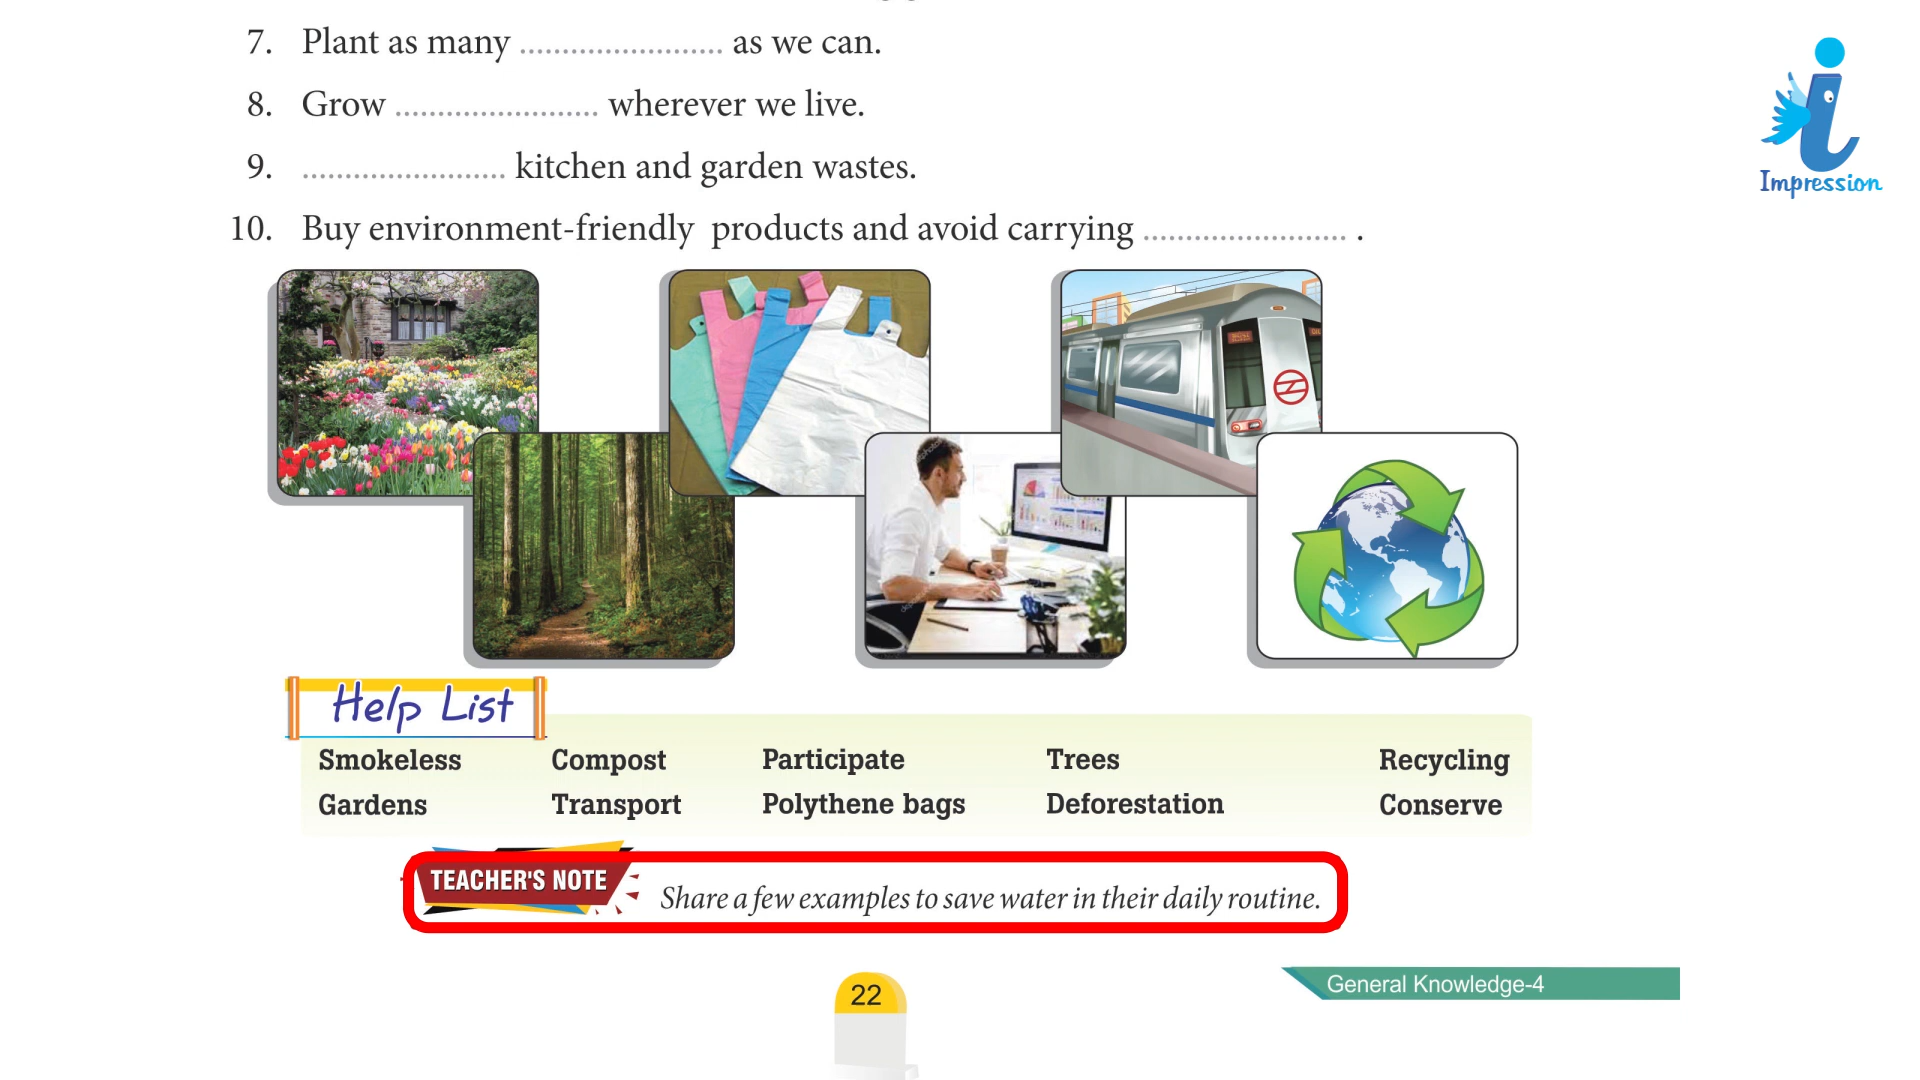 7. Plant as many ........................ as we can.
8. Grow ........................ wherever we live.
9. ........................ kitchen and garden wastes.
10. Buy environment-friendly products and avoid carrying ........................ .
Impression
Help List
Smokeless Compost Participate Trees Recycling
Gardens Transport Polythene bags Deforestation Conserve
TEACHER'S NOTE Share a few examples to save water in their daily routine.
22
General Knowledge-4